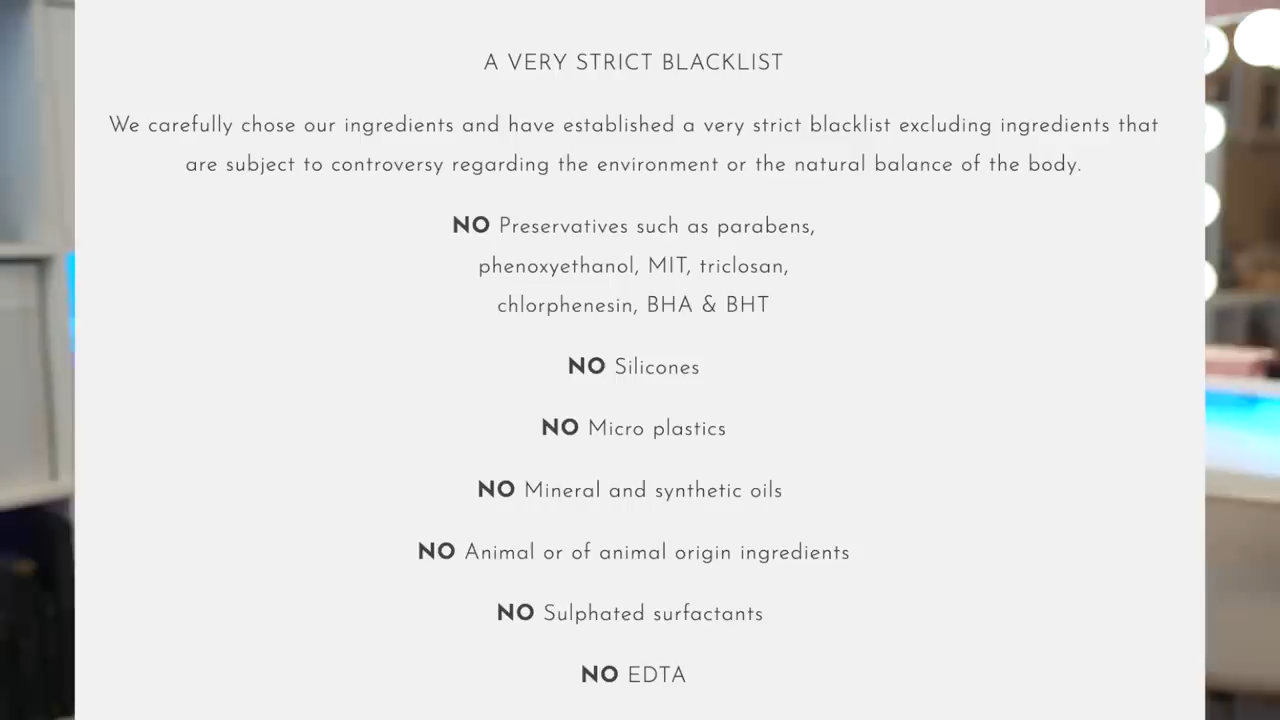 A VERY STRICT BLACKLIST
We carefully chose our ingredients and have established a very strict blacklist excluding ingredients that
are subject to controversy regarding the environment or the natural balance of the body.
NO Preservatives such as parabens,
phenoxyethanol, MIT, triclosan,
chlorphenesin, BHA & BHT
NO Silicones
NO Micro plastics
NO Mineral and synthetic oils
NO Animal or of animal origin ingredients
NO Sulphated surfactants
NO EDTA